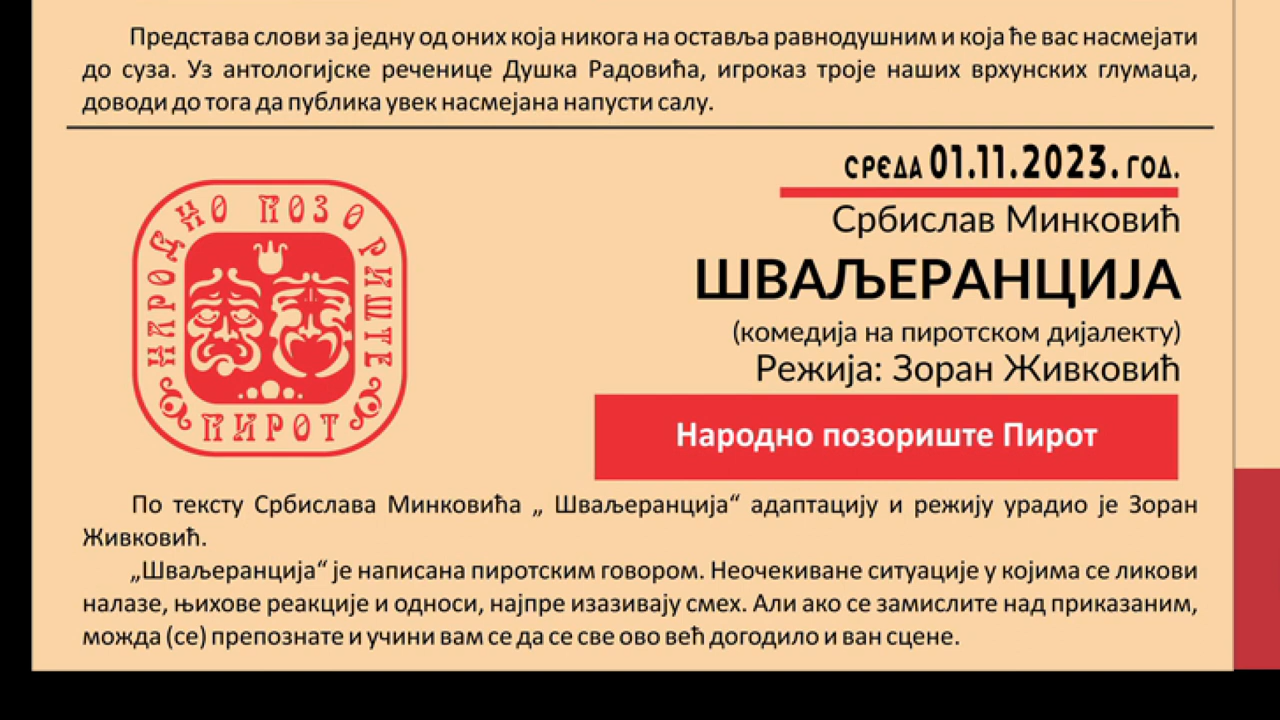 Представа слови за једну од оних која никога на оставља равнодушним и која ће вас насмејати
до суза. Уз антологијске реченице Душка Радовића, игроказ троје наших врхунских глумаца,
доводи до тога да публика увек насмејана напусти салу.
СРЕДА 01.11.2023. ГОД.
Србислав Минковић
ШВАЉЕРАНЦИЈА
(комедија на пиротском дијалекту)
Режија: Зоран Живковић
Народно позориште Пирот
НАРОДНО ПОЗОРИШТЕ
ПИРОТ
По тексту Србислава Минковића „ Шваљеранција“ адаптацију и режију урадио је Зоран
Живковић.
„Шваљеранција“ је написана пиротским говором. Неочекиване ситуације у којима се ликови
налазе, њихове реакције и односи, најпре изазивају смех. Али ако се замислите над приказаним,
можда (се) препознате и учини вам се да се све ово већ догодило и ван сцене.